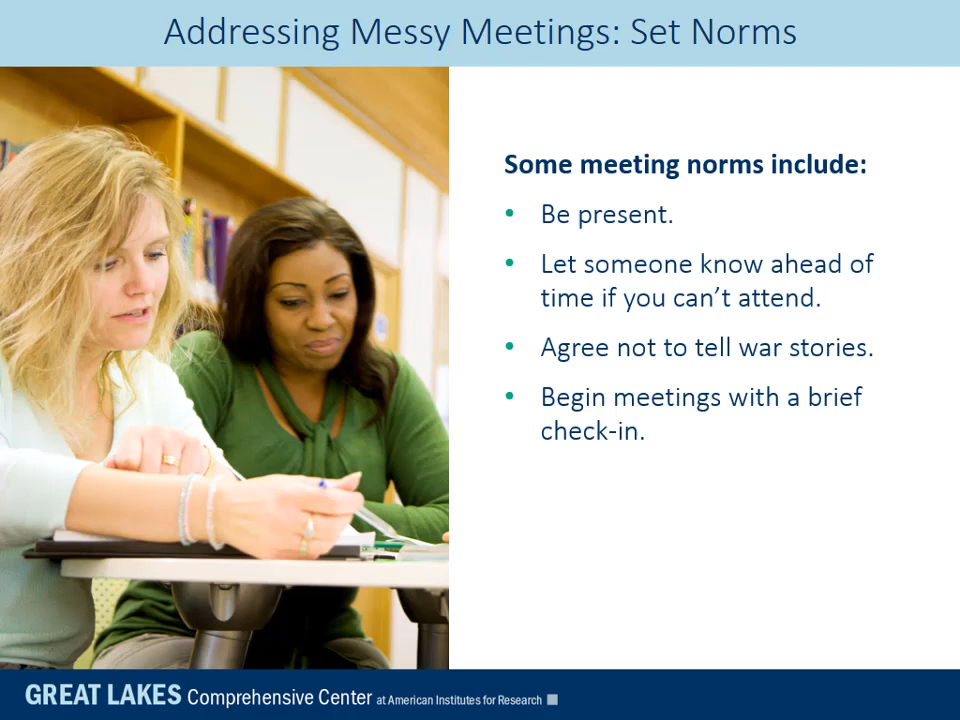 Addressing Messy Meetings: Set Norms
Some meeting norms include:
• Be present.
• Let someone know ahead of
time if you can’t attend.
• Agree not to tell war stories.
• Begin meetings with a brief
check-in.
GREAT LAKES Comprehensive Center at American Institutes for Research